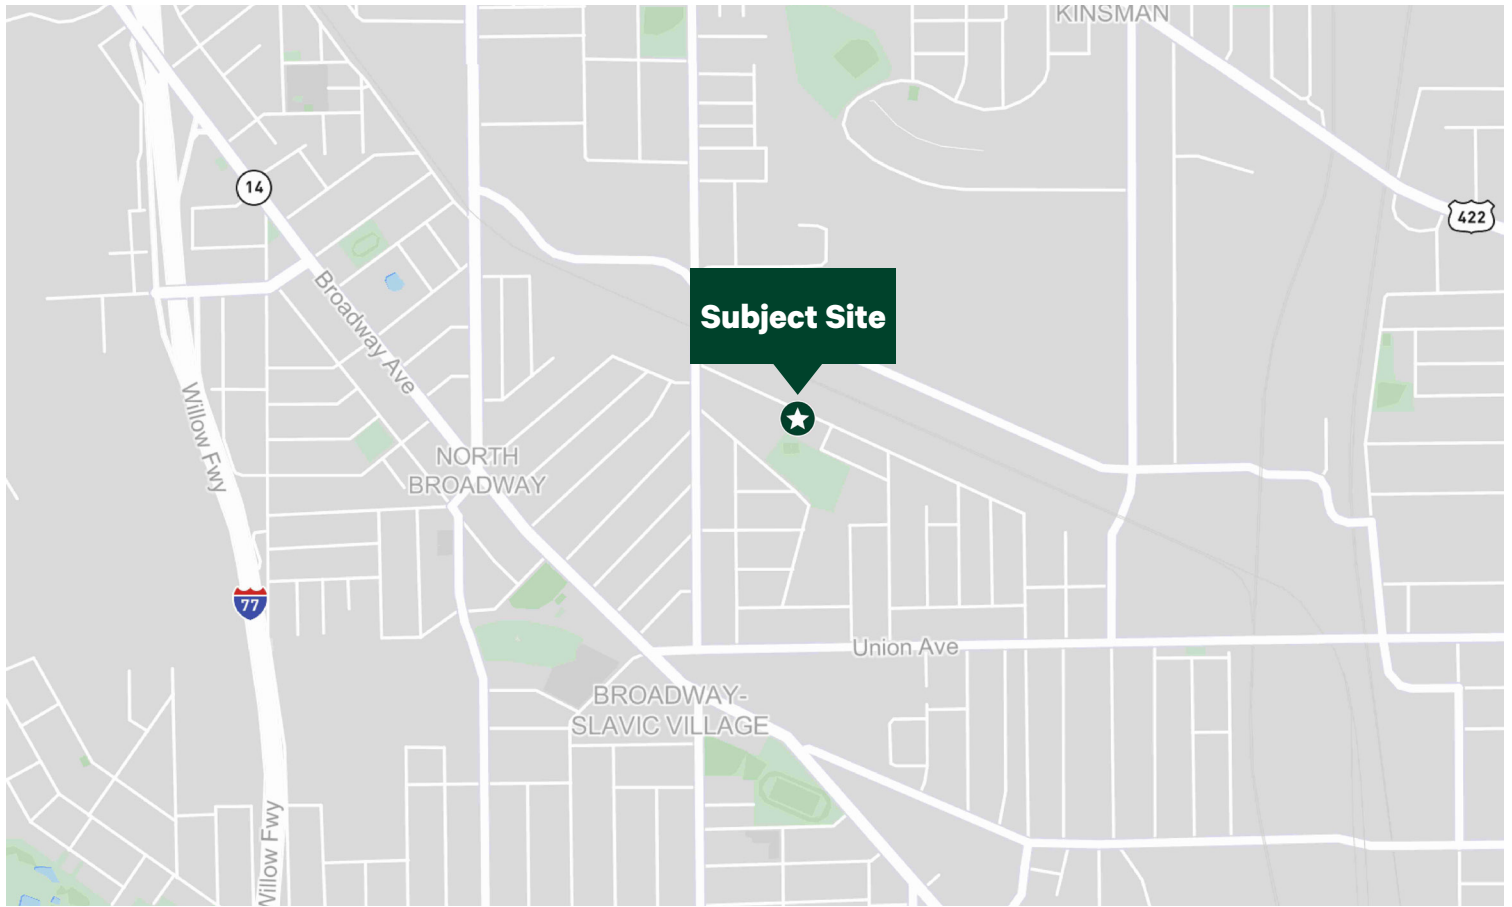 KINSMAN
14
422
Subject Site
Broadway Ave
Willow Fwy
NORTH
BROADWAY
77
Union Ave
BROADWAY-
SLAVIC VILLAGE
Willow Fwy